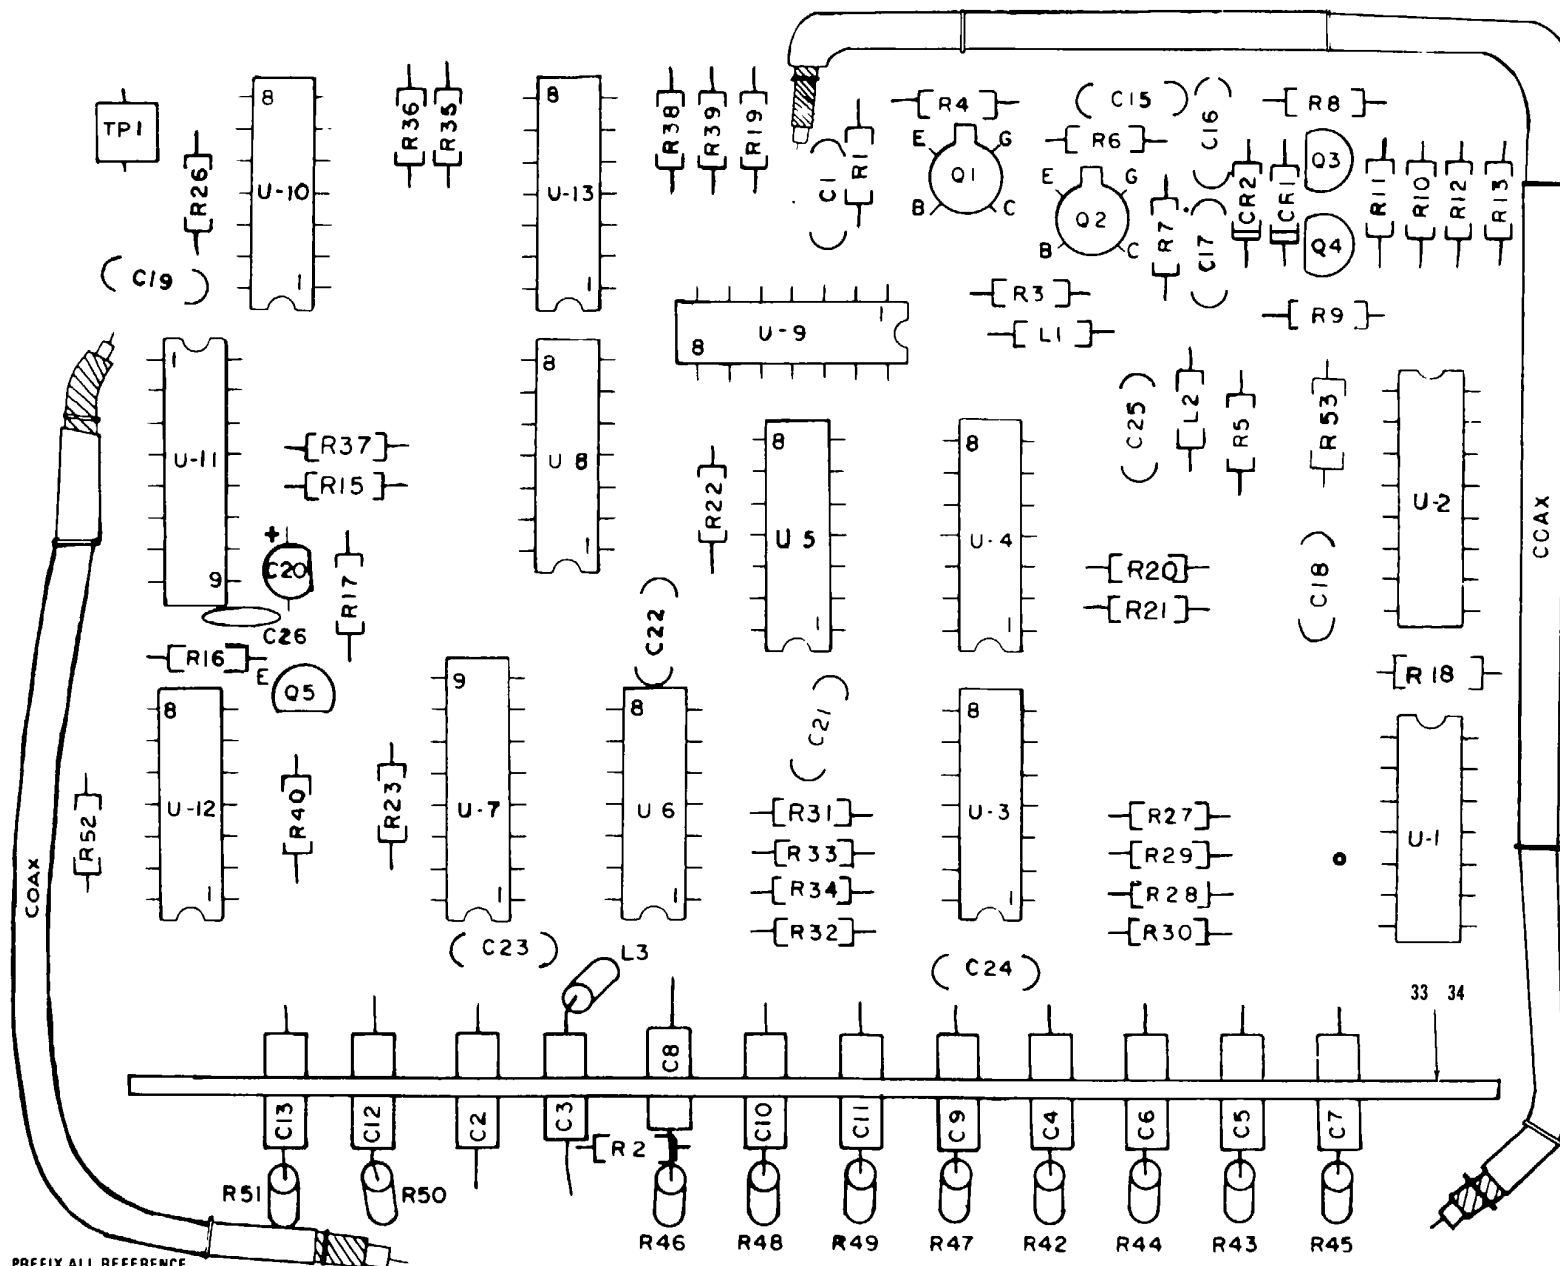 TP1
R26
8
U-10
1
R36
R35
8
U-13
1
R38
R39
R19
C1
R1
R4
E
G
Q1
B
C
C15
R6
E
G
Q2
B
C
C16
R7
C17
CR2
CR1
R8
Q3
Q4
R11
R10
R12
R13
R9
C19
R3
L1
1
U-9
8
1
U-11
9
R37
R15
+
C20
R17
C26
R16
E
Q5
8
U 8
1
R22
8
U 5
1
8
U-4
1
C25
L2
R5
R53
U-2
COAX
R20
R21
C18
R18
C22
C21
8
U-12
1
R52
COAX
R40
R23
9
U-7
1
8
U 6
1
R31
R33
R34
R32
8
U-3
1
R27
R29
R28
R30
U-1
C23
L3
C24
33 34
C13
C12
C2
C3
C8
C10
C11
C9
C4
C6
C5
C7
R 2
R51
R50
R46
R48
R49
R47
R42
R44
R43
R45
PREFIX ALL REFERENCE